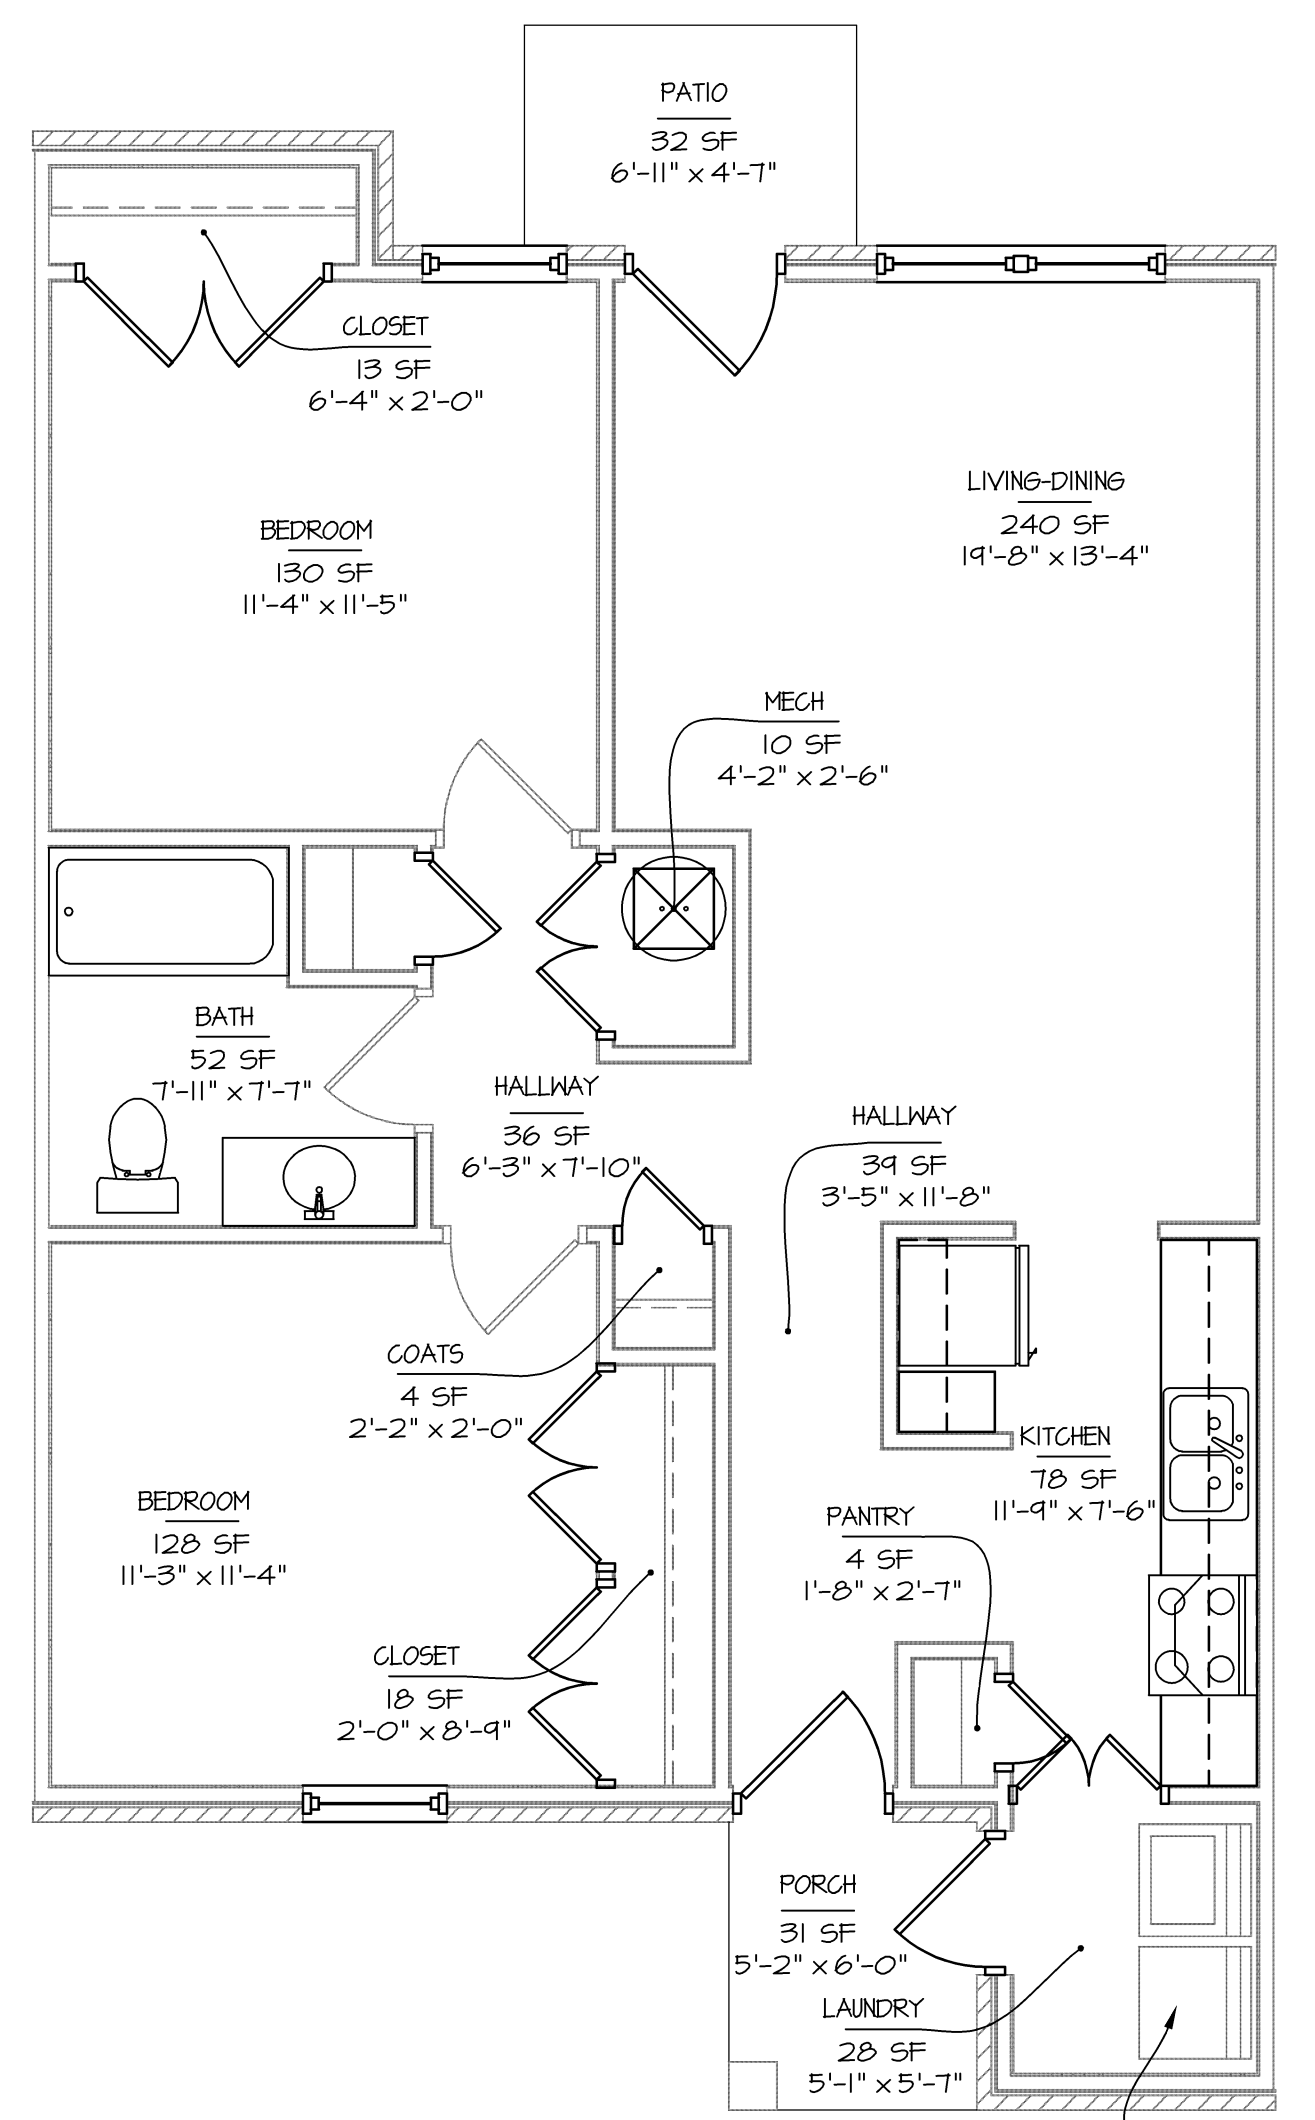 PATIO
32 SF
6'-11" x 4'-7"
CLOSET
13 SF
6'-4" x 2'-0"
LIVING-DINING
240 SF
19'-8" x 13'-4"
BEDROOM
130 SF
11'-4" x 11'-5"
MECH
10 SF
4'-2" x 2'-6"
BATH
52 SF
7'-11" x 7'-7"
HALLWAY
36 SF
6'-3" x 7'-10"
HALLWAY
39 SF
3'-5" x 11'-8"
COATS
4 SF
2'-2" x 2'-0"
KITCHEN
78 SF
11'-9" x 7'-6"
BEDROOM
128 SF
11'-3" x 11'-4"
PANTRY
4 SF
1'-8" x 2'-7"
CLOSET
18 SF
2'-0" x 8'-9"
PORCH
31 SF
5'-2" x 6'-0"
LAUNDRY
28 SF
5'-1" x 5'-7"